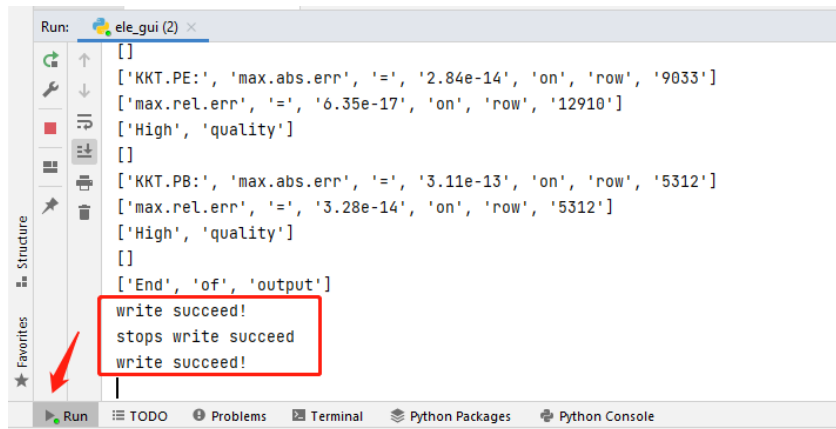 Run:
ele_gui (2)
[]
['KKT.PE:', 'max.abs.err', '=', '2.84e-14', 'on', 'row', '9033']
['max.rel.err', '=', '6.35e-17', 'on', 'row', '12910']
['High', 'quality']
[]
['KKT.PB:', 'max.abs.err', '=', '3.11e-13', 'on', 'row', '5312']
['max.rel.err', '=', '3.28e-14', 'on', 'row', '5312']
['High', 'quality']
[]
['End', 'of', 'output']
write succeed!
stops write succeed
write succeed!
Structure
Favorites
Run TODO Problems Terminal Python Packages Python Console